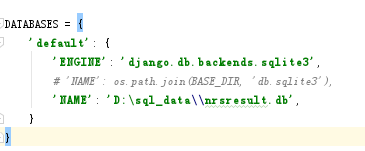 DATABASES = {
    'default': {
        'ENGINE': 'django.db.backends.sqlite3',
        # 'NAME': os.path.join(BASE_DIR, 'db.sqlite3'),
        'NAME': 'D:\sql_data\\nrsresult.db',
    }
}